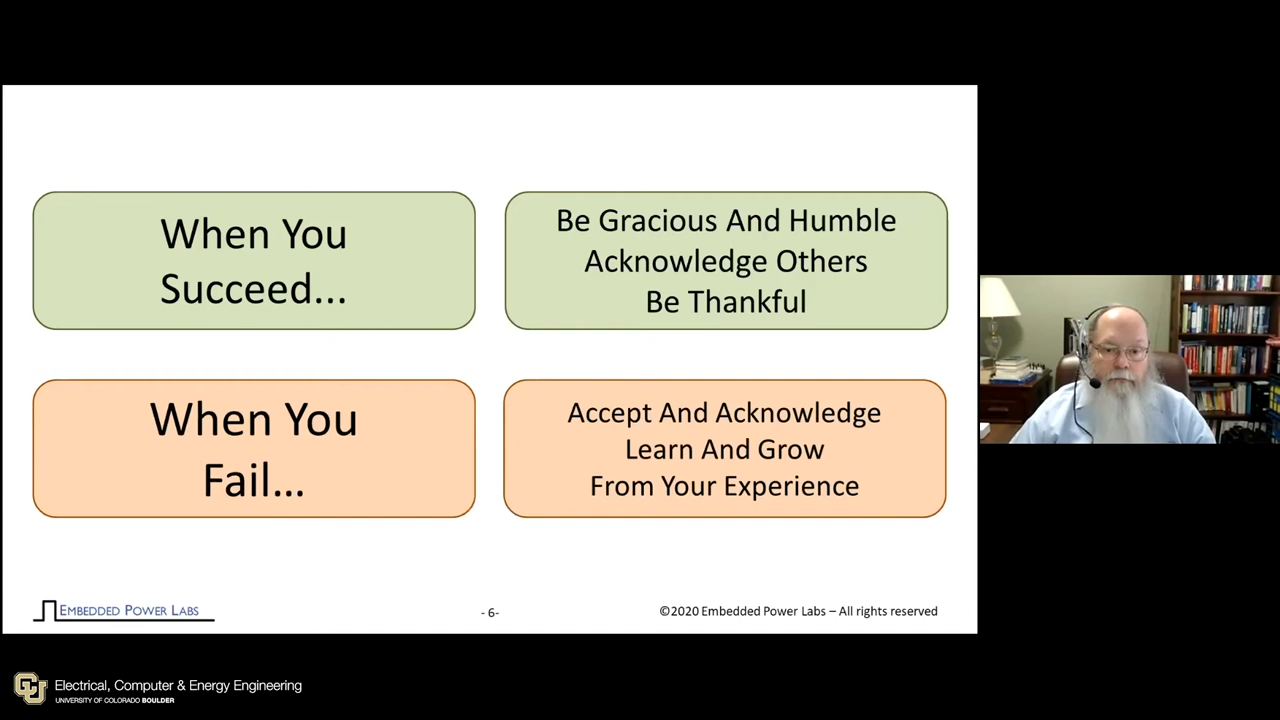 When You
Succeed...
Be Gracious And Humble
Acknowledge Others
Be Thankful
When You
Fail...
Accept And Acknowledge
Learn And Grow
From Your Experience
EMBEDDED POWER LABS
- 6-
©2020 Embedded Power Labs – All rights reserved
CU
Electrical, Computer & Energy Engineering
UNIVERSITY OF COLORADO BOULDER